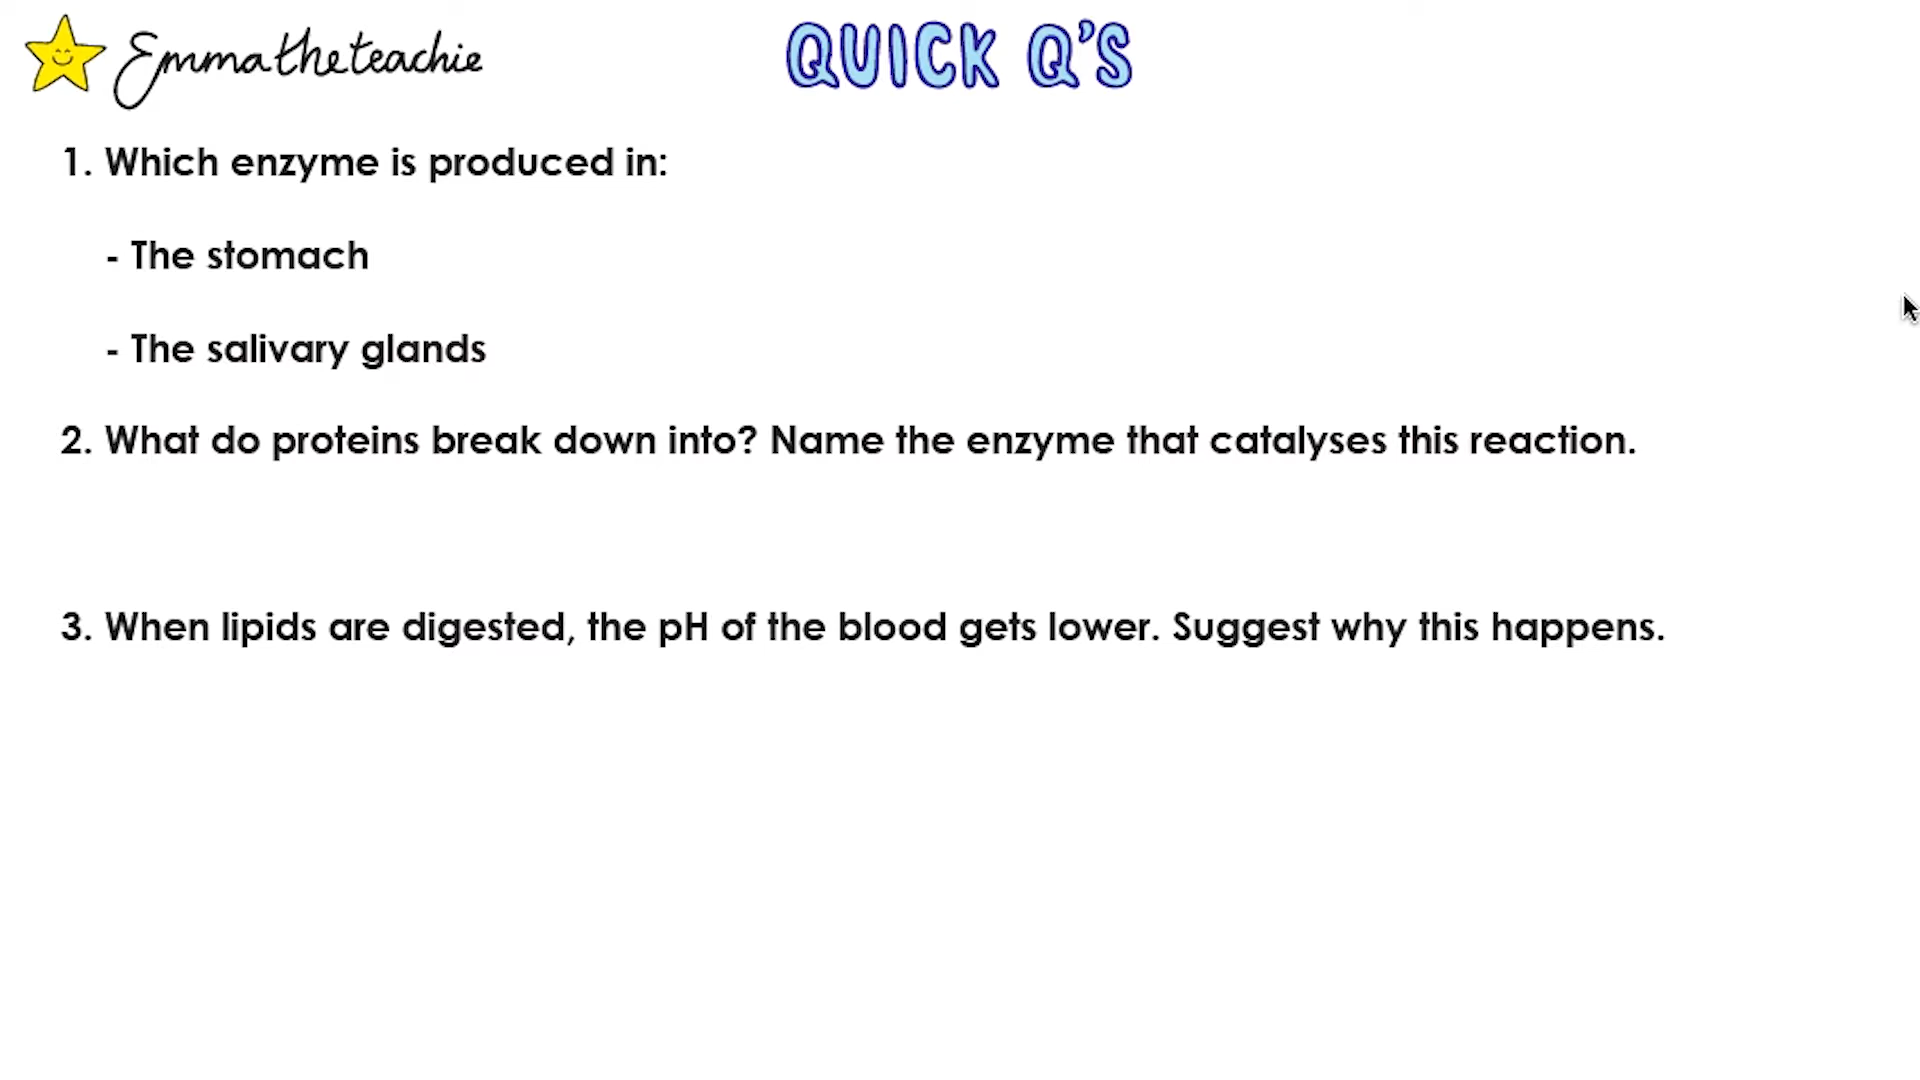 Emmatheteachie
QUICK Q'S
1. Which enzyme is produced in:
- The stomach
- The salivary glands
2. What do proteins break down into? Name the enzyme that catalyses this reaction.
3. When lipids are digested, the pH of the blood gets lower. Suggest why this happens.